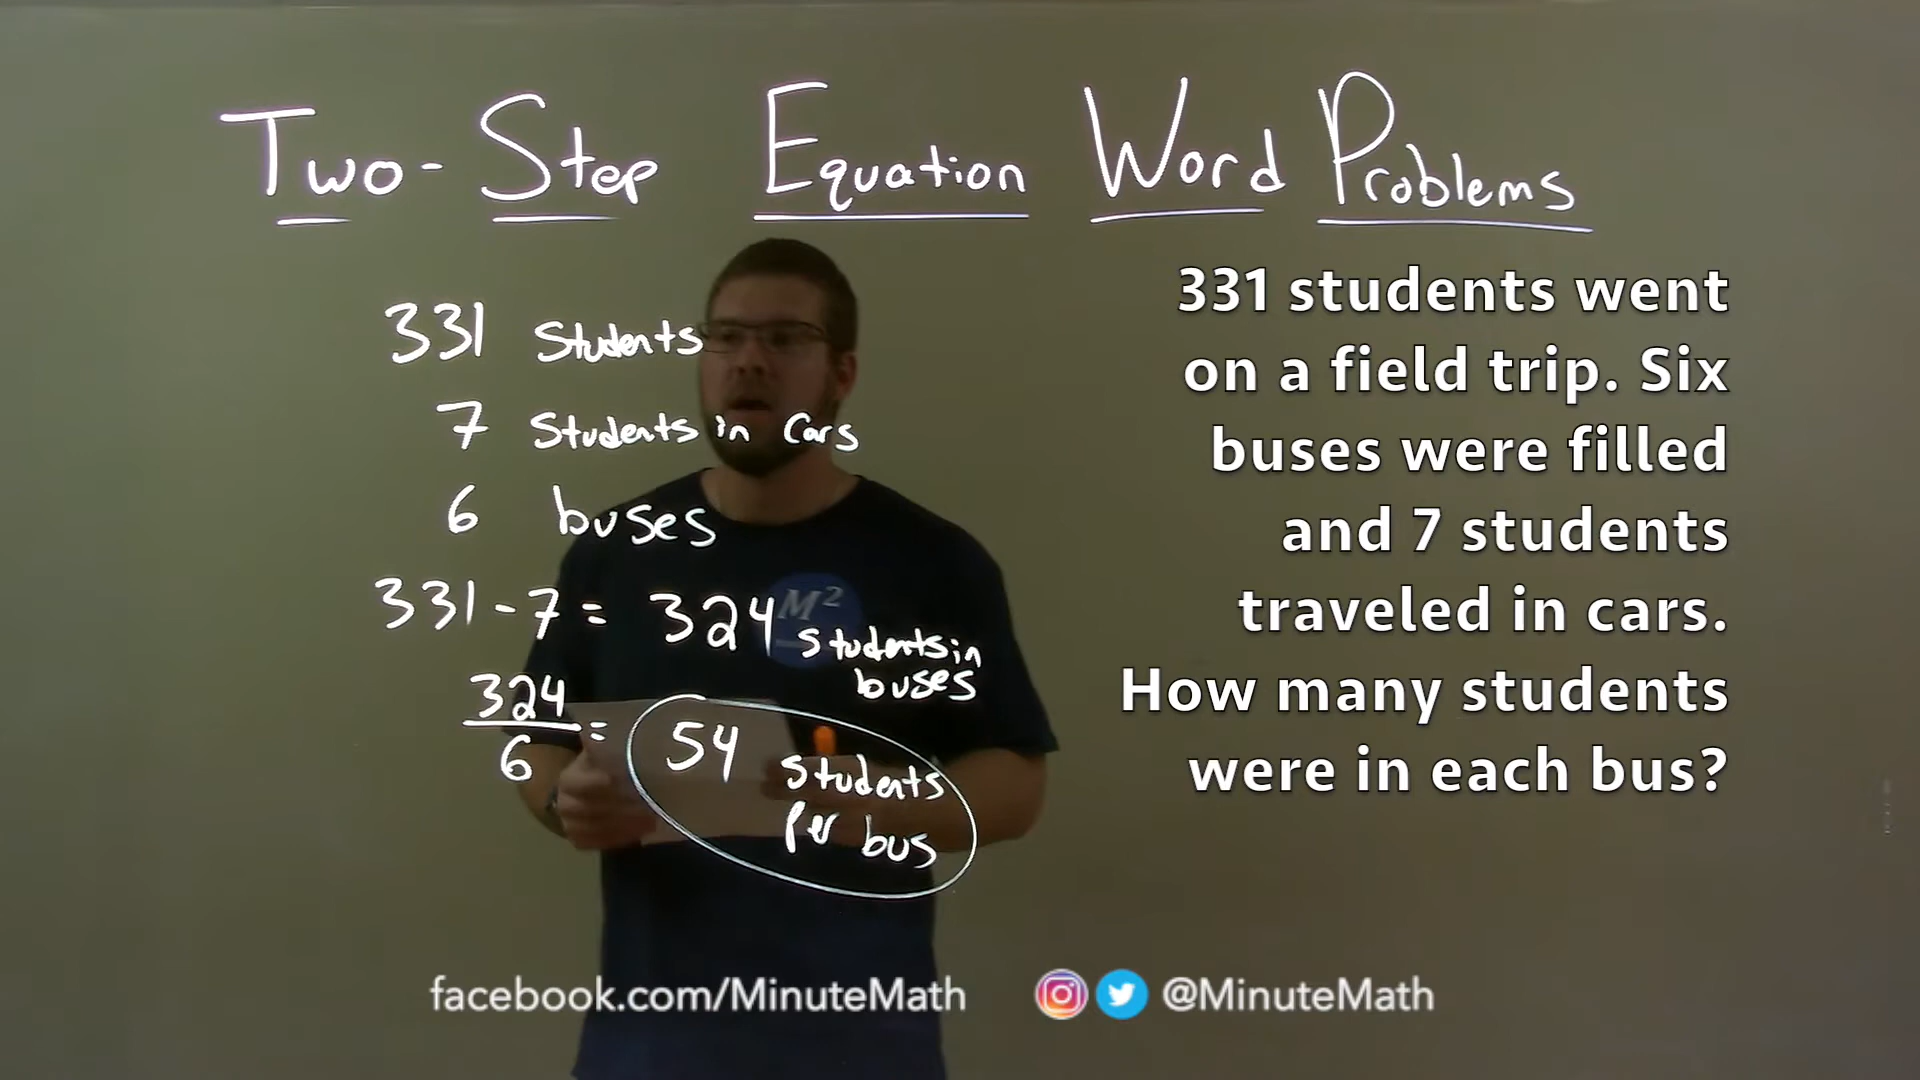 Two-Step Equation Word Problems
331 Students
7 Students in Cars
6 buses
331 - 7 = 324 Students in
buses
324
6
= 54 Students
Per bus
M²
331 students went
on a field trip. Six
buses were filled
and 7 students
traveled in cars.
How many students
were in each bus?
facebook.com/MinuteMath
@MinuteMath